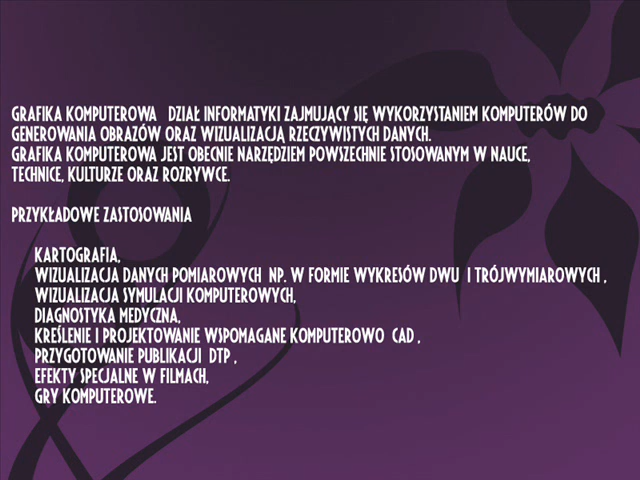 GRAFIKA KOMPUTEROWA DZIAŁ INFORMATYKI ZAJMUJĄCY SIĘ WYKORZYSTANIEM KOMPUTERÓW DO
GENEROWANIA OBRAZÓW ORAZ WIZUALIZACJĄ RZECZYWISTYCH DANYCH.
GRAFIKA KOMPUTEROWA JEST OBECNIE NARZĘDZIEM POWSZECHNIE STOSOWANYM W NAUCE,
TECHNICE, KULTURZE ORAZ ROZRYWCE.
PRZYKŁADOWE ZASTOSOWANIA
KARTOGRAFIA,
WIZUALIZACJA DANYCH POMIAROWYCH NP. W FORMIE WYKRESÓW DWU I TRÓJWYMIAROWYCH ,
WIZUALIZACJA SYMULACJI KOMPUTEROWYCH,
DIAGNOSTYKA MEDYCZNA,
KREŚLENIE I PROJEKTOWANIE WSPOMAGANE KOMPUTEROWO CAD ,
PRZYGOTOWANIE PUBLIKACJI DTP ,
EFEKTY SPECJALNE W FILMACH,
GRY KOMPUTEROWE.